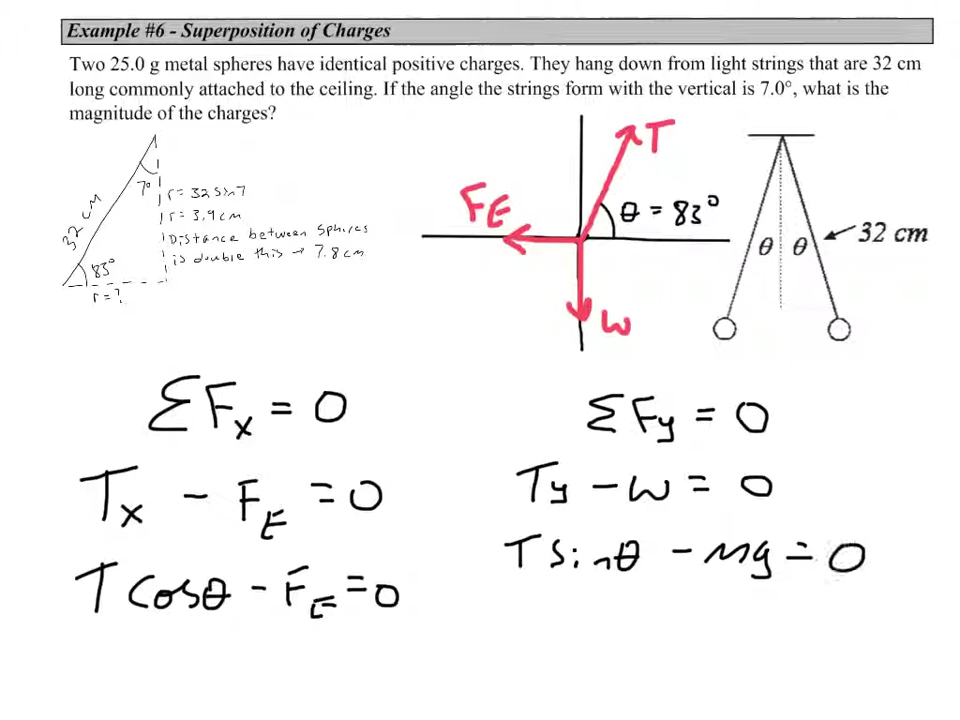 Example #6 - Superposition of Charges
Two 25.0 g metal spheres have identical positive charges. They hang down from light strings that are 32 cm
long commonly attached to the ceiling. If the angle the strings form with the vertical is 7.0°, what is the
magnitude of the charges?
32 cm
7°
83°
r = ?
r = 32 sin 7
r = 3.9 cm
Distance between spheres
is double this → 7.8 cm
T
FE
θ = 83°
W
θ θ
32 cm
ΣFx = 0
Tx - FE = 0
T cosθ - FE = 0
ΣFy = 0
Ty - W = 0
T sinθ - mg = 0